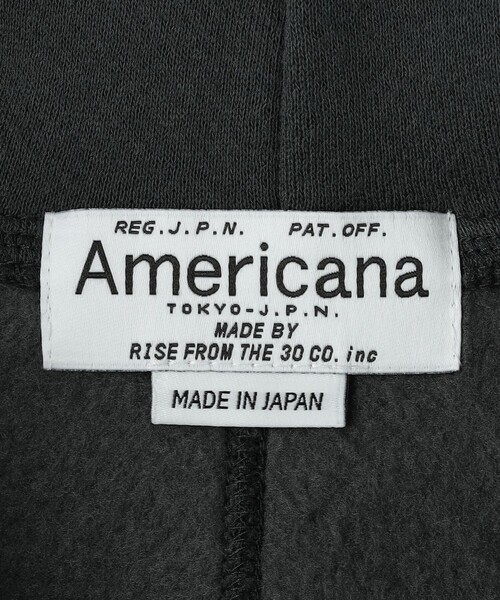 REG.J.P.N. PAT.OFF.
Americana
TOKYO-J.P.N.
MADE BY
RISE FROM THE 30 CO. inc
MADE IN JAPAN